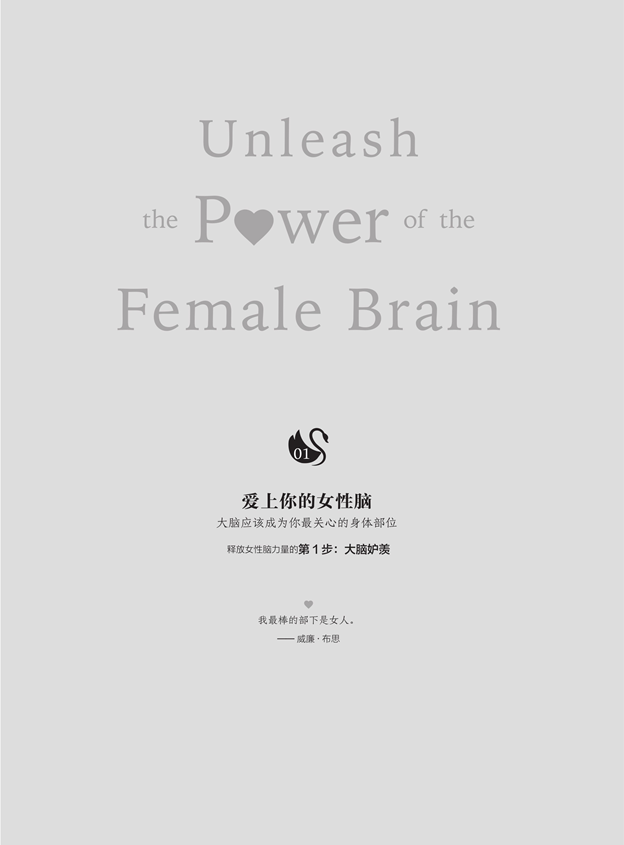 Unleash
the Power of the
Female Brain
01
爱上你的女性脑
大脑应该成为你最关心的身体部位
释放女性脑力量的第1步：大脑妒羡
我最棒的部下是女人。
—— 威廉·布思